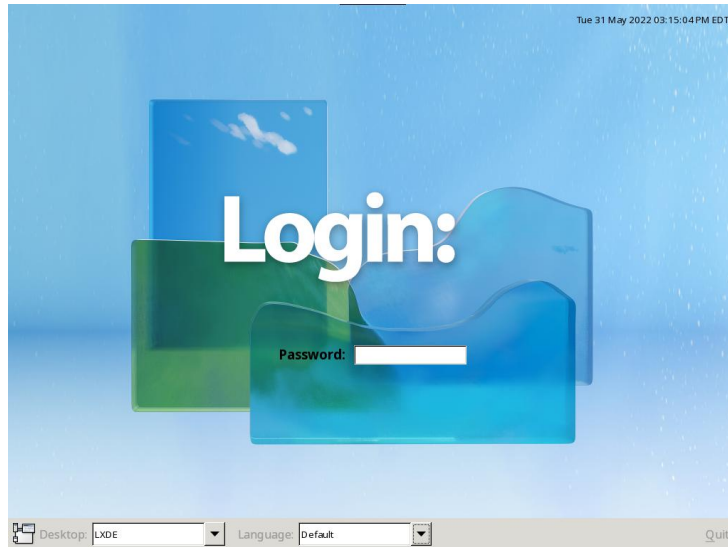 Tue 31 May 2022 03:15:04 PM EDT
Login:
Password:
Desktop: LXDE Language: Default Quit